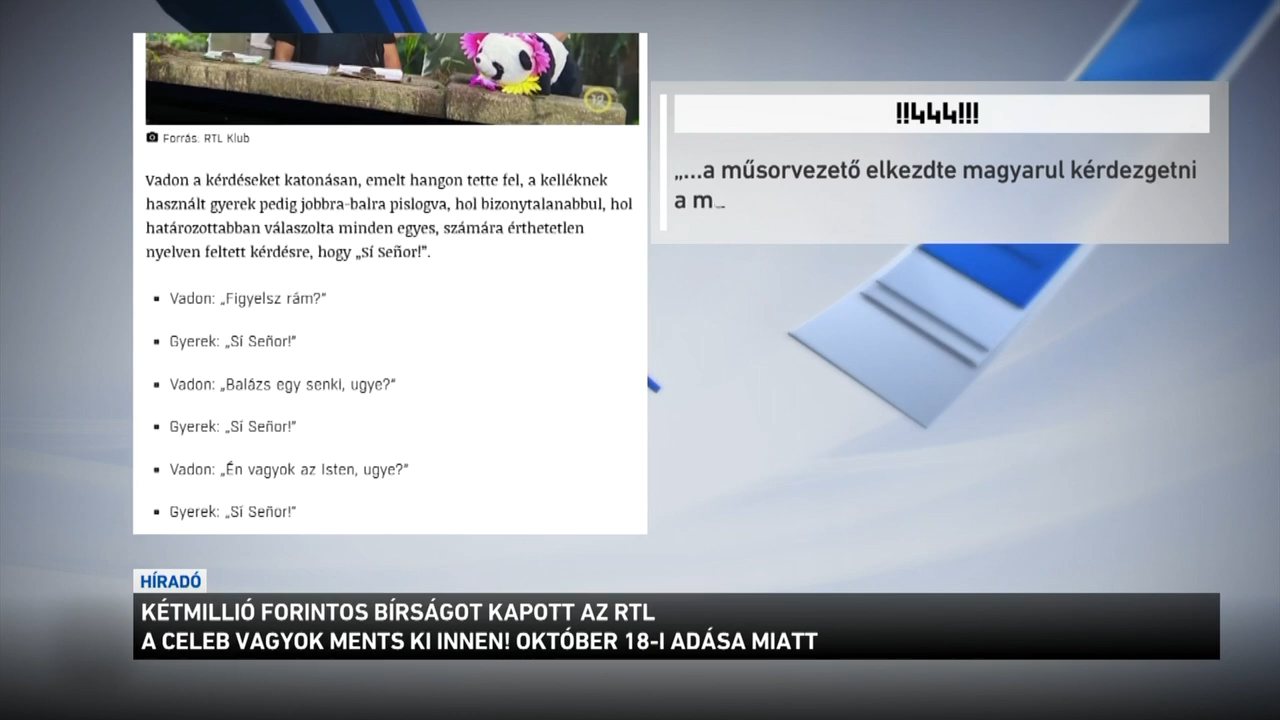 18
Forrás: RTL Klub
Vadon a kérdéseket katonásan, emelt hangon tette fel, a kelléknek
használt gyerek pedig jobbra-balra pislogva, hol bizonytalanabbul, hol
határozottabban válaszolta minden egyes, számára érthetetlen
nyelven feltett kérdésre, hogy „Sí Señor!”.
▪ Vadon: „Figyelsz rám?”
▪ Gyerek: „Sí Señor!”
▪ Vadon: „Balázs egy senki, ugye?”
▪ Gyerek: „Sí Señor!”
▪ Vadon: „Én vagyok az Isten, ugye?”
▪ Gyerek: „Sí Señor!”
!!444!!!
„...a műsorvezető elkezdte magyarul kérdezgetni
a m_
HÍRADÓ
KÉTMILLIÓ FORINTOS BÍRSÁGOT KAPOTT AZ RTL
A CELEB VAGYOK MENTS KI INNEN! OKTÓBER 18-I ADÁSA MIATT